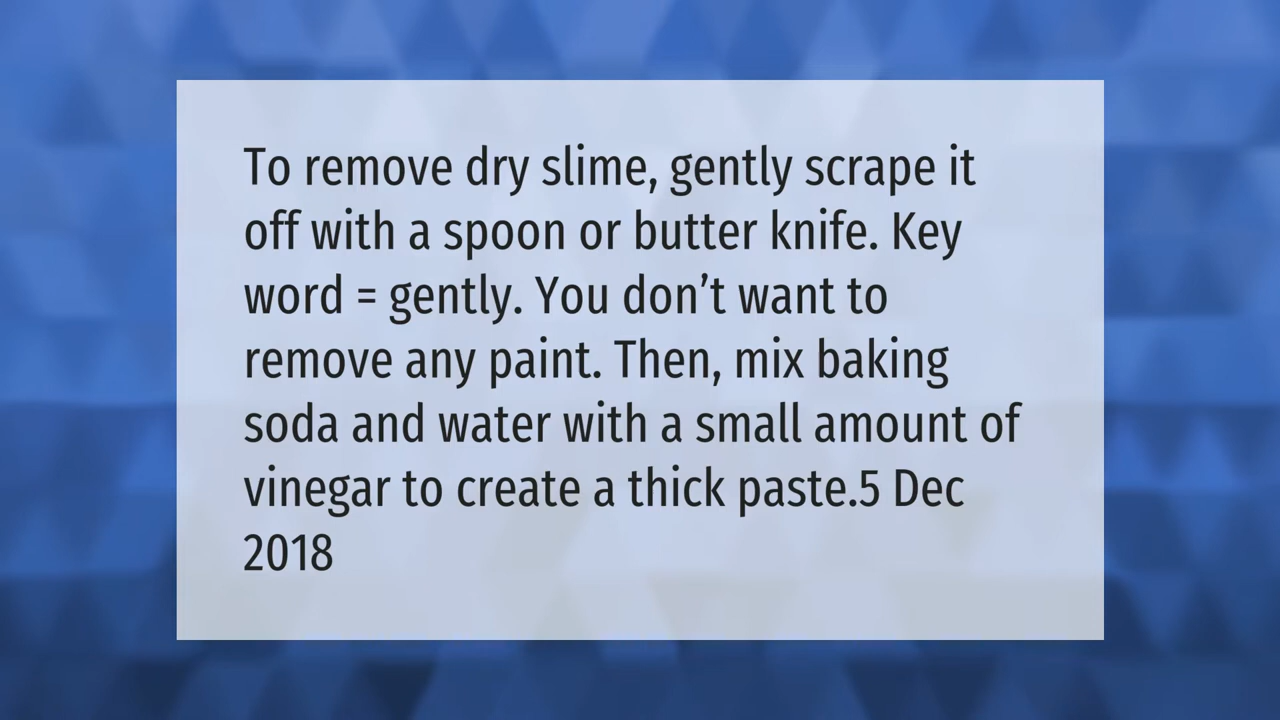 To remove dry slime, gently scrape it
off with a spoon or butter knife. Key
word = gently. You don’t want to
remove any paint. Then, mix baking
soda and water with a small amount of
vinegar to create a thick paste.5 Dec
2018